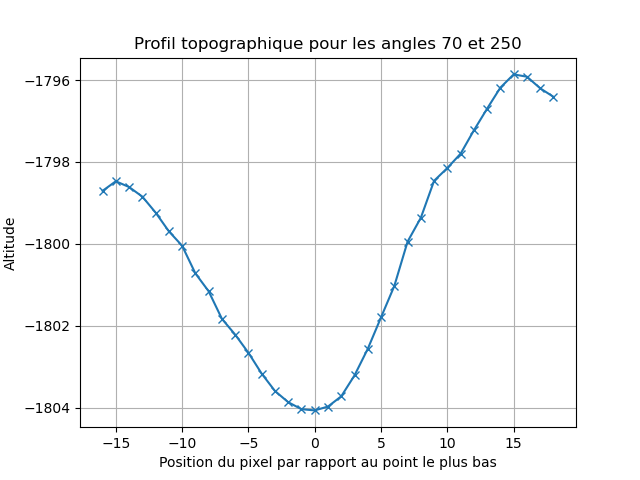 Profil topographique pour les angles 70 et 250
−1796
−1798
−1800
−1802
−1804
Altitude
−15 −10 −5 0 5 10 15
Position du pixel par rapport au point le plus bas